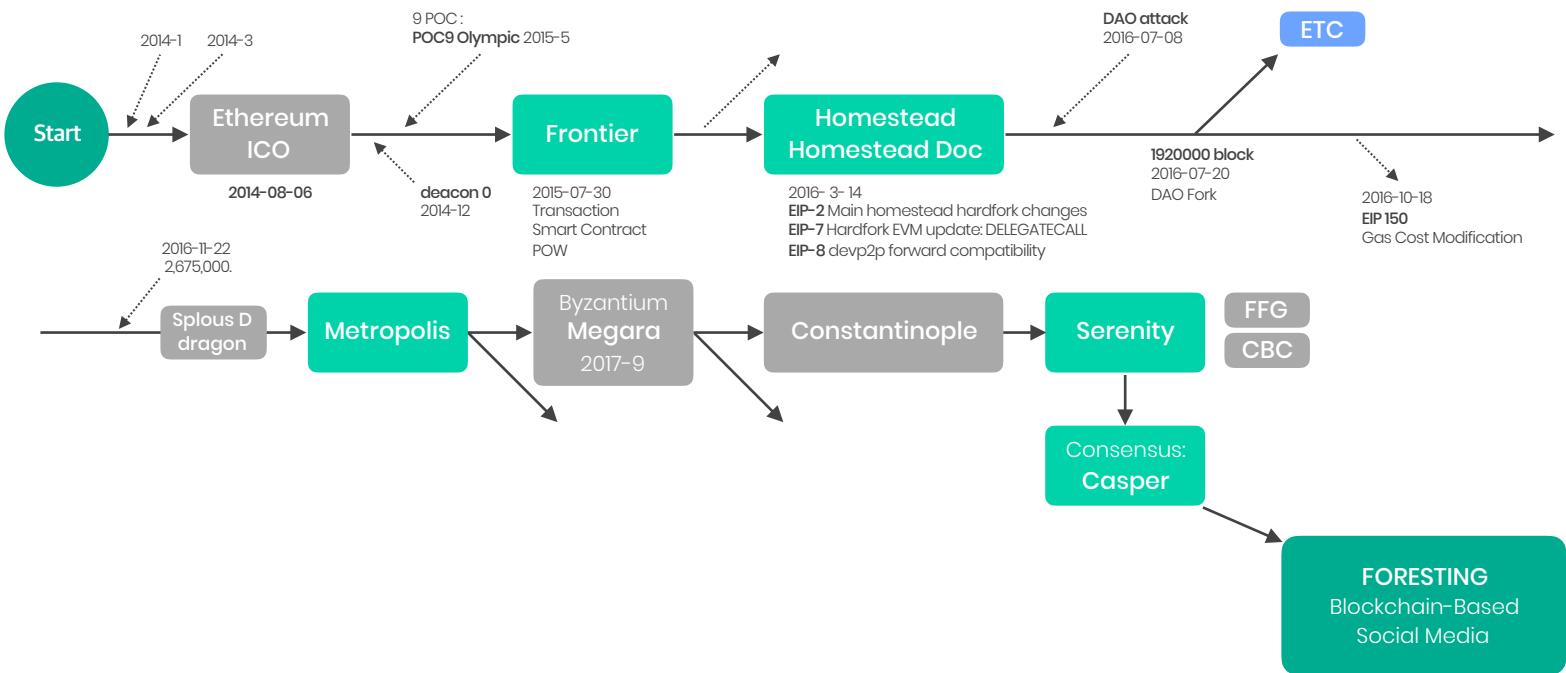 2014-1
2014-3
9 POC :
POC9 Olympic 2015-5
DAO attack
2016-07-08
ETC
Start
Ethereum
ICO
Frontier
Homestead
Homestead Doc
2014-08-06
deacon 0
2014-12
2015-07-30
Transaction
Smart Contract
POW
2016- 3- 14
EIP-2 Main homestead hardfork changes
EIP-7 Hardfork EVM update: DELEGATECALL
EIP-8 devp2p forward compatibility
1920000 block
2016-07-20
DAO Fork
2016-10-18
EIP 150
Gas Cost Modification
2016-11-22
2,675,000.
Splous D
dragon
Metropolis
Byzantium
Megara
2017-9
Constantinople
Serenity
FFG
CBC
Consensus:
Casper
FORESTING
Blockchain-Based
Social Media